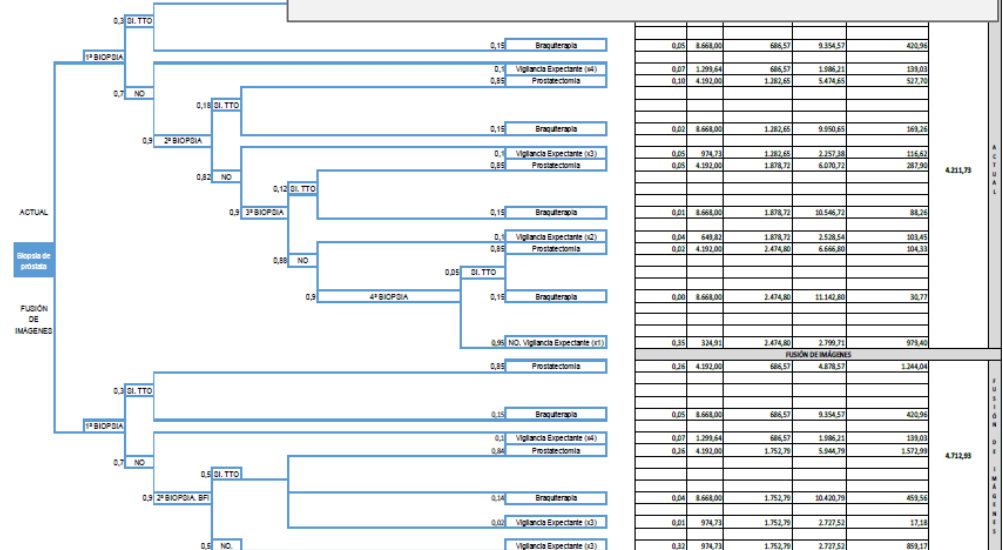 0,3 SI. TTO
0,15 Braquiterapia 0,05 8.668,00 686,57 9.354,57 420,96
1ª BIOPSIA
0,1 Vigilancia Expectante (x4) 0,07 1.299,64 686,57 1.986,21 139,03
0,85 Prostatectomía 0,10 4.192,00 1.282,65 5.474,65 527,70
0,7 NO
0,18 SI. TTO
0,15 Braquiterapia 0,02 8.668,00 1.282,65 9.950,65 169,26
0,9 2ª BIOPSIA
0,1 Vigilancia Expectante (x3) 0,05 974,73 1.282,65 2.257,38 116,62
0,85 Prostatectomía 0,05 4.192,00 1.878,72 6.070,72 287,90
4.211,73
ACTUAL
0,82 NO
0,12 SI. TTO
ACTUAL
0,9 3ª BIOPSIA
0,15 Braquiterapia 0,01 8.668,00 1.878,72 10.546,72 88,26
0,1 Vigilancia Expectante (x2) 0,04 649,82 1.878,72 2.528,54 103,45
0,85 Prostatectomía 0,02 4.192,00 2.474,80 6.666,80 104,33
Biopsia de
próstata
0,88 NO
0,05 SI. TTO
0,9 4ª BIOPSIA
0,15 Braquiterapia 0,00 8.668,00 2.474,80 11.142,80 30,77
FUSIÓN
DE
IMÁGENES
0,95 NO. Vigilancia Expectante (x1) 0,35 324,91 2.474,80 2.799,71 979,40
FUSIÓN DE IMÁGENES
0,85 Prostatectomía 0,26 4.192,00 686,57 4.878,57 1.244,04
0,3 SI. TTO
0,15 Braquiterapia 0,05 8.668,00 686,57 9.354,57 420,96
1ª BIOPSIA
0,1 Vigilancia Expectante (x4) 0,07 1.299,64 686,57 1.986,21 139,03
0,84 Prostatectomía 0,26 4.192,00 1.752,79 5.944,79 1.572,99
4.712,93
FUSIÓN DE IMÁGENES
0,7 NO
0,5 SI. TTO
0,9 2ª BIOPSIA. BFI
0,14 Braquiterapia 0,04 8.668,00 1.752,79 10.420,79 459,56
0,02 Vigilancia Expectante (x3) 0,01 974,73 1.752,79 2.727,52 17,18
0,5 NO.
Vigilancia Expectante (x3) 0,32 974,73 1.752,79 2.727,52 859,17